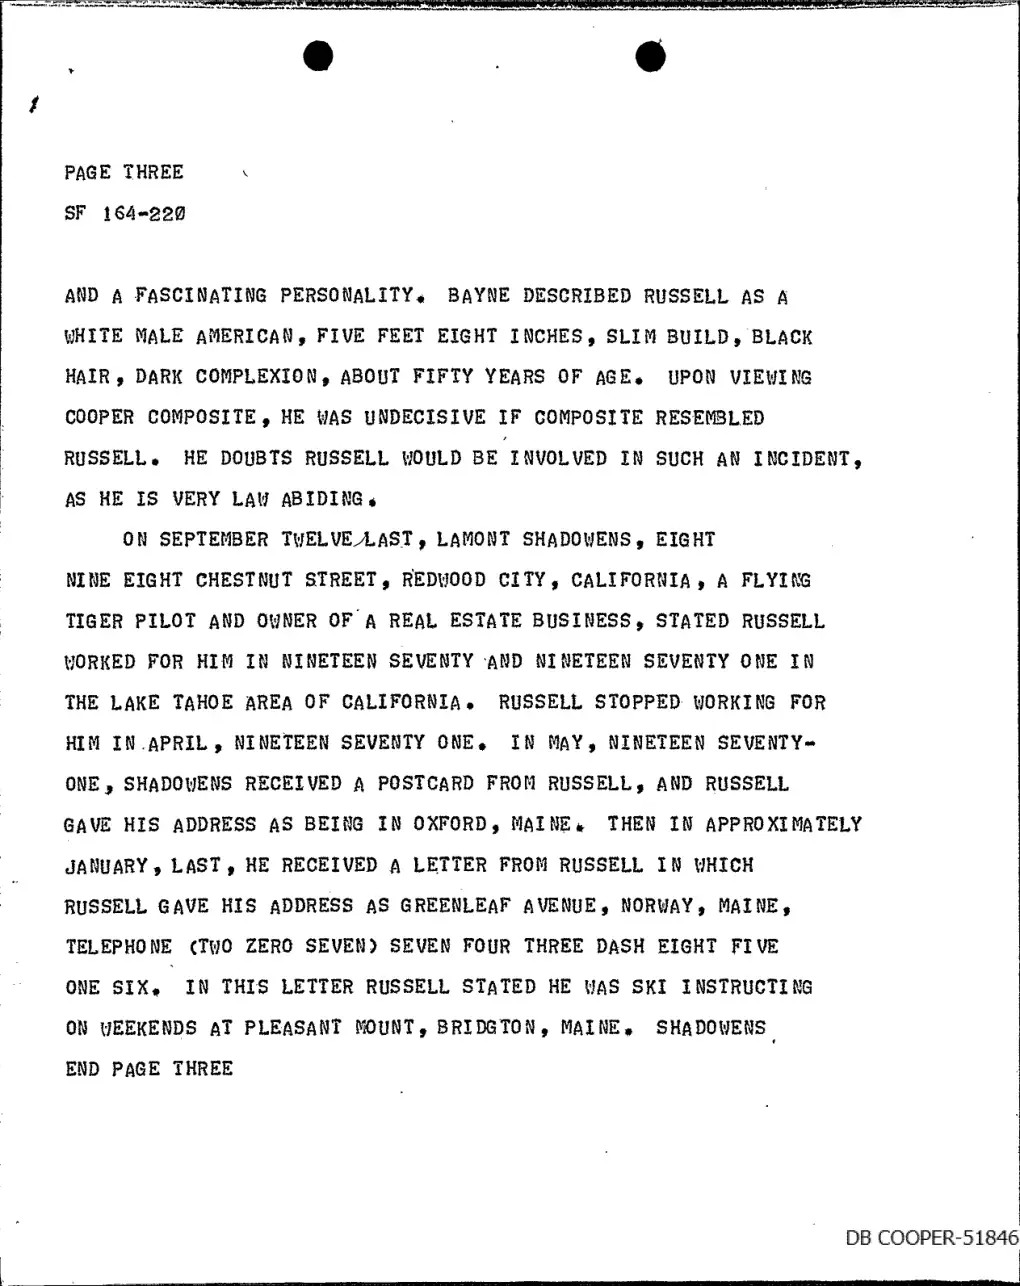 PAGE THREE
SF 164-220
AND A FASCINATING PERSONALITY. BAYNE DESCRIBED RUSSELL AS A
WHITE MALE AMERICAN, FIVE FEET EIGHT INCHES, SLIM BUILD, BLACK
HAIR, DARK COMPLEXION, ABOUT FIFTY YEARS OF AGE. UPON VIEWING
COOPER COMPOSITE, HE WAS UNDECISIVE IF COMPOSITE RESEMBLED
RUSSELL. HE DOUBTS RUSSELL WOULD BE INVOLVED IN SUCH AN INCIDENT,
AS HE IS VERY LAW ABIDING.
ON SEPTEMBER TWELVE LAST, LAMONT SHADOWENS, EIGHT
NINE EIGHT CHESTNUT STREET, REDWOOD CITY, CALIFORNIA, A FLYING
TIGER PILOT AND OWNER OF A REAL ESTATE BUSINESS, STATED RUSSELL
WORKED FOR HIM IN NINETEEN SEVENTY AND NINETEEN SEVENTY ONE IN
THE LAKE TAHOE AREA OF CALIFORNIA. RUSSELL STOPPED WORKING FOR
HIM IN APRIL, NINETEEN SEVENTY ONE. IN MAY, NINETEEN SEVENTY-
ONE, SHADOWENS RECEIVED A POSTCARD FROM RUSSELL, AND RUSSELL
GAVE HIS ADDRESS AS BEING IN OXFORD, MAINE. THEN IN APPROXIMATELY
JANUARY, LAST, HE RECEIVED A LETTER FROM RUSSELL IN WHICH
RUSSELL GAVE HIS ADDRESS AS GREENLEAF AVENUE, NORWAY, MAINE,
TELEPHONE (TWO ZERO SEVEN) SEVEN FOUR THREE DASH EIGHT FIVE
ONE SIX. IN THIS LETTER RUSSELL STATED HE WAS SKI INSTRUCTING
ON WEEKENDS AT PLEASANT MOUNT, BRIDGTON, MAINE. SHADOWENS
END PAGE THREE
DB COOPER-51846